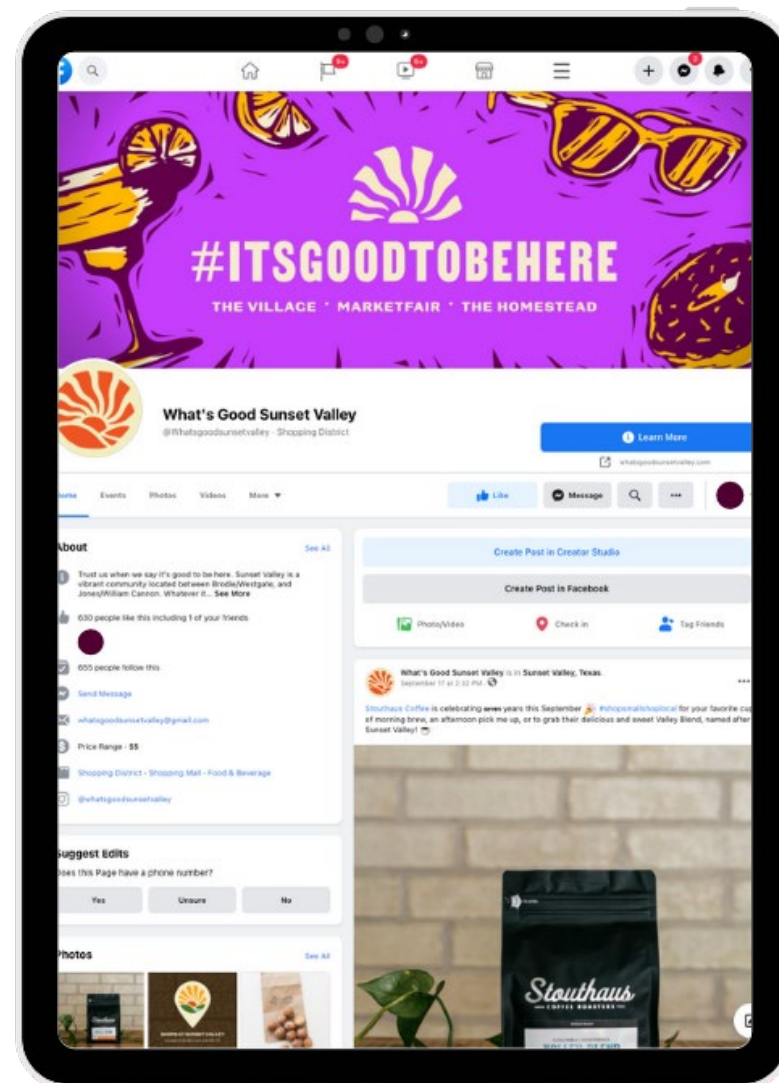 9+
9+
3
#ITSGOODTOBEHERE
THE VILLAGE * MARKETFAIR * THE HOMESTEAD
What's Good Sunset Valley
@Whatsgoodsunsetvalley · Shopping District
Learn More
whatsgoodsunsetvalley.com
Home
Events
Photos
Videos
More
Like
Message
About
See All
Trust us when we say it's good to be here. Sunset Valley is a
vibrant community located between Brodie/Westgate, and
Jones/William Cannon. Whatever it... See More
630 people like this including 1 of your friends
655 people follow this
Send Message
whatsgoodsunsetvalley@gmail.com
Price Range · $$
Shopping District · Shopping Mall · Food & Beverage
@whatsgoodsunsetvalley
Suggest Edits
Does this Page have a phone number?
Yes
Unsure
No
Photos
See All
Create Post in Creator Studio
Create Post in Facebook
Photo/Video
Check in
Tag Friends
What's Good Sunset Valley is in Sunset Valley, Texas.
September 17 at 2:32 PM ·
Stouthaus Coffee is celebrating seven years this September #shopsmallshoplocal for your favorite cup
of morning brew, an afternoon pick me up, or to grab their delicious and sweet Valley Blend, named after
Sunset Valley!
Stouthaus
COFFEE ROASTERS